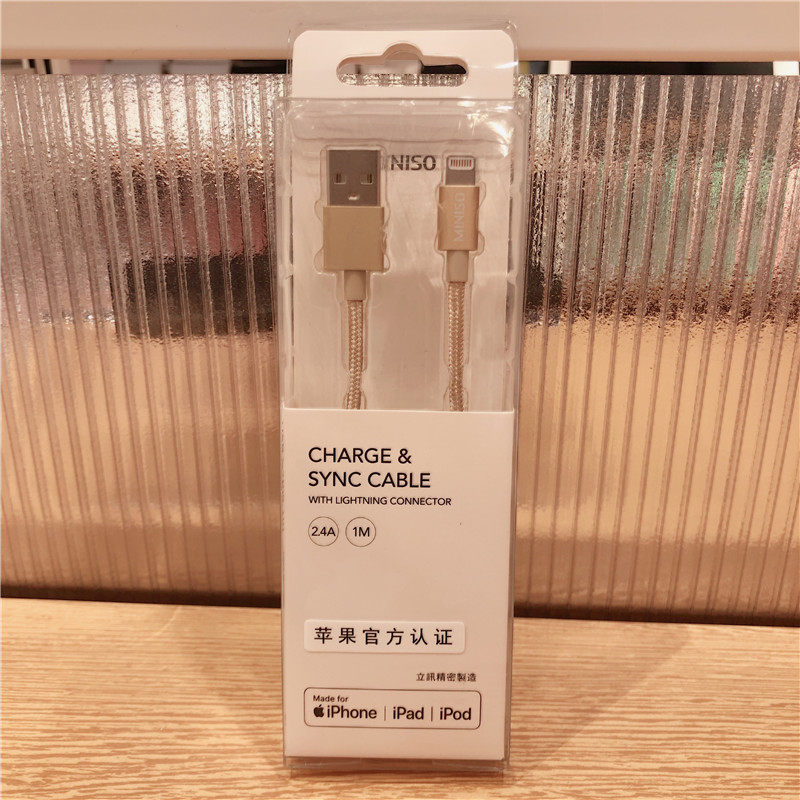 MINISO
MINISO
CHARGE &
SYNC CABLE
WITH LIGHTNING CONNECTOR
2.4A 1M
苹果官方认证
立訊精密製造
Made for
iPhone | iPad | iPod